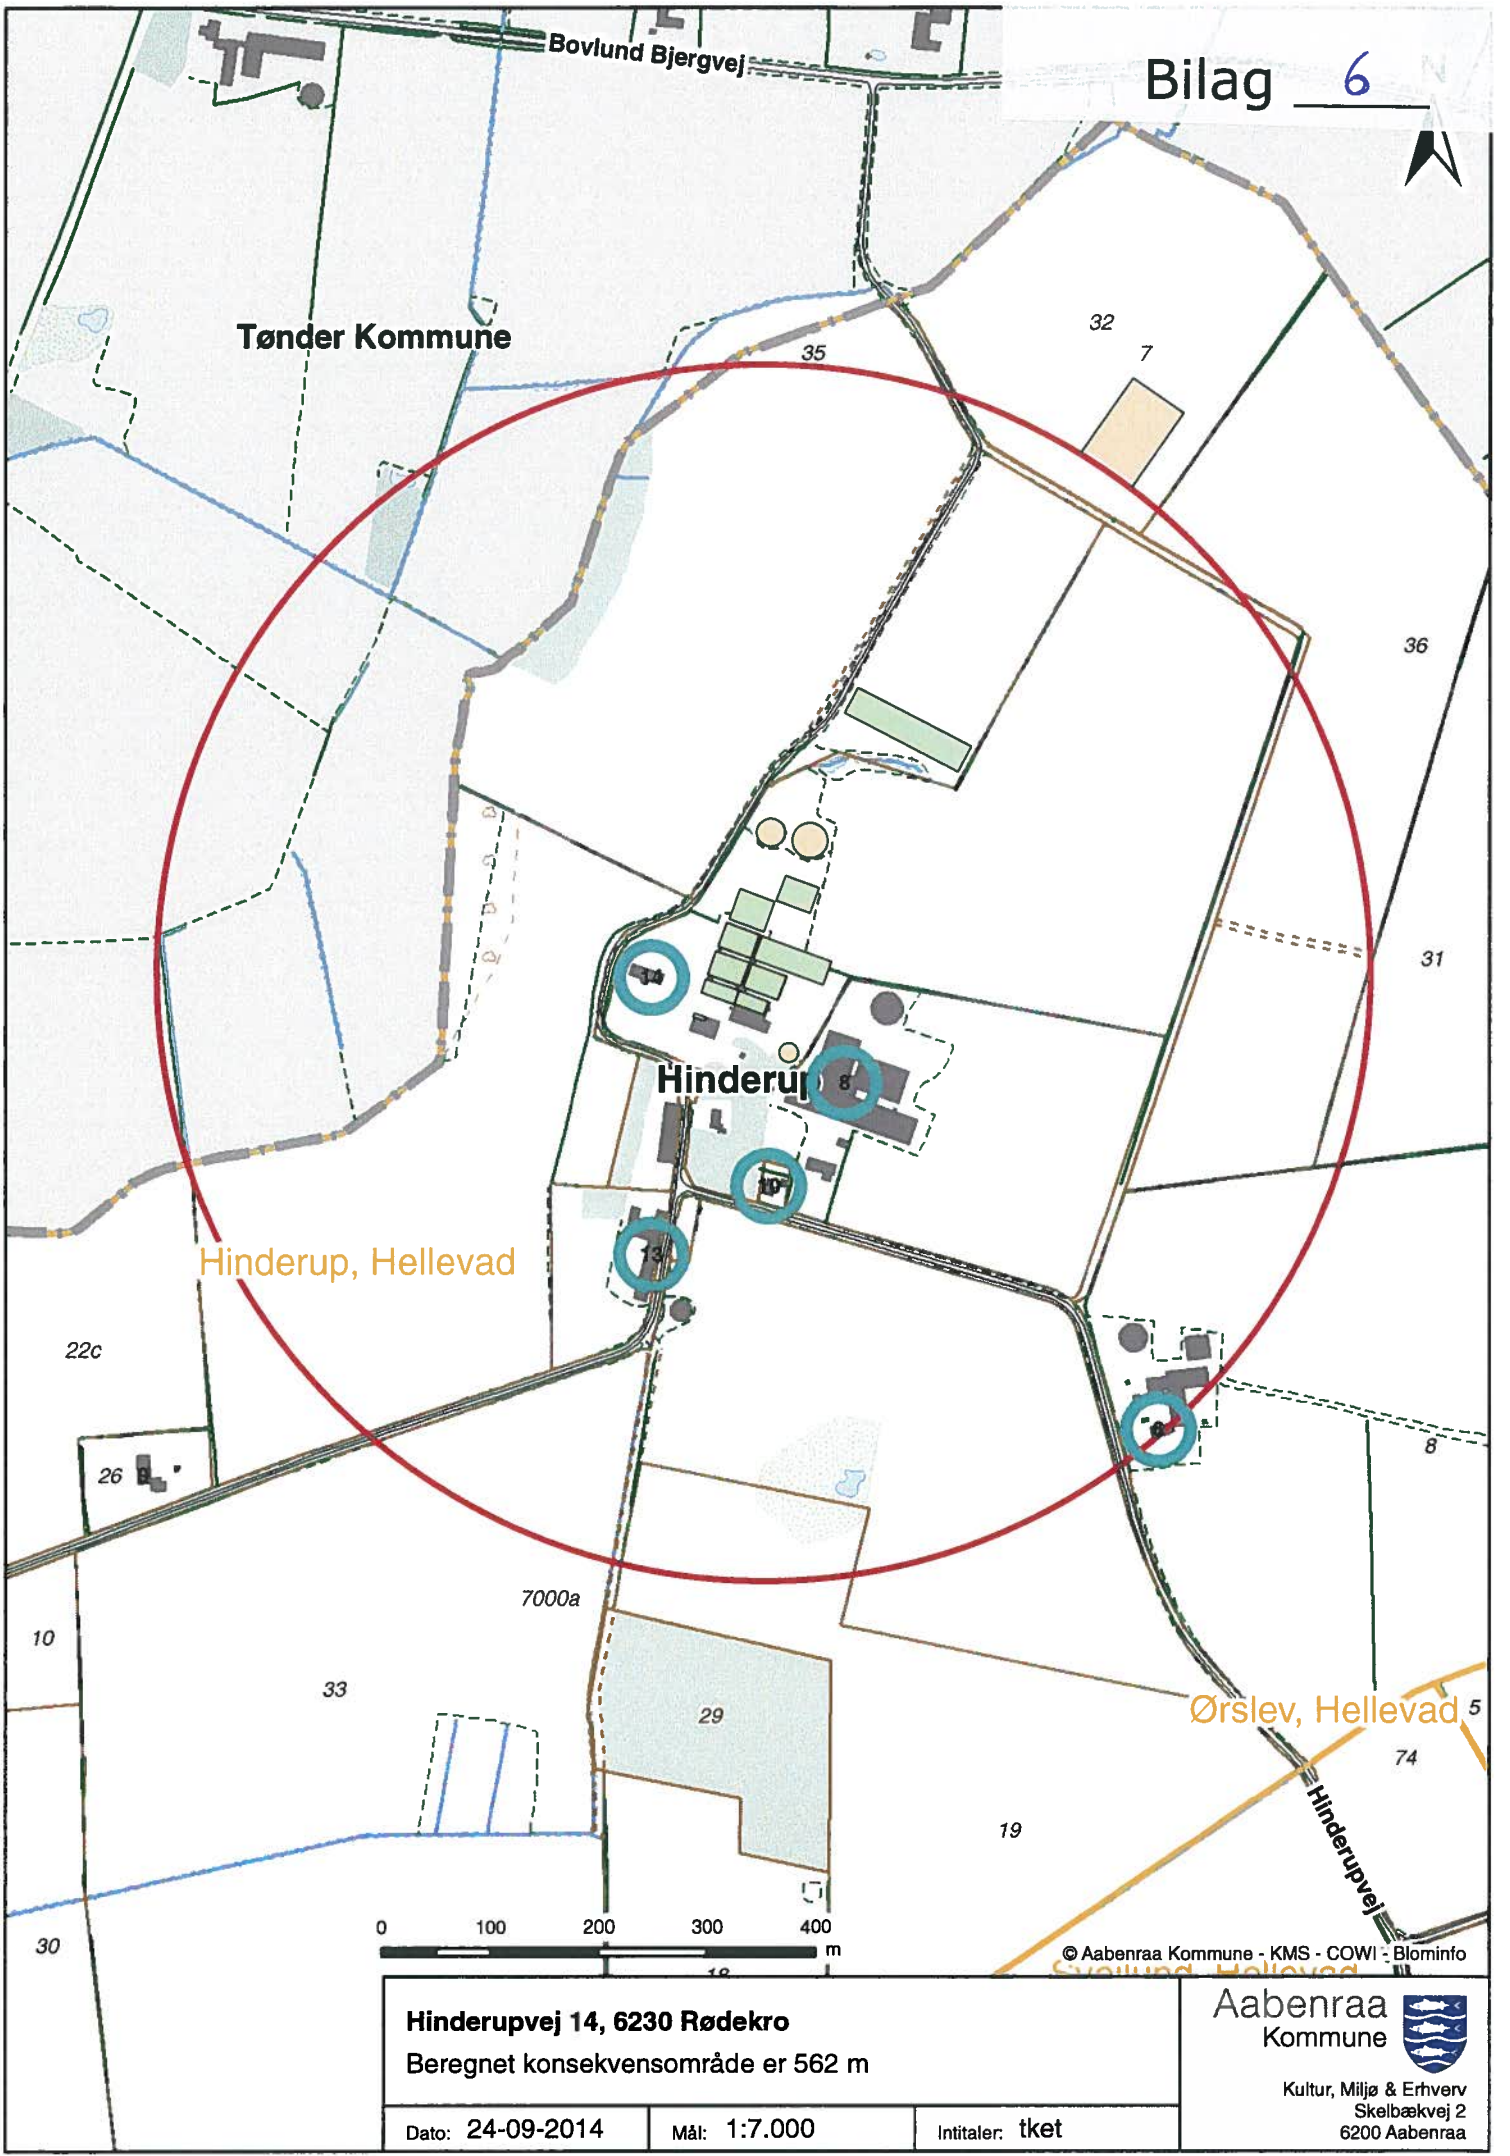 Bovlund Bjergvej
Bilag 6
N
Tønder Kommune
32
7
35
36
31
14
Hinderup
8
10
13
Hinderup, Hellevad
22c
6
8
26
9
7000a
10
33
29
Ørslev, Hellevad
5
74
19
Hinderupvej
30
0 100 200 300 400
m
© Aabenraa Kommune - KMS - COWI - Blominfo
18
Hinderupvej 14, 6230 Rødekro
Beregnet konsekvensområde er 562 m
Dato: 24-09-2014 Mål: 1:7.000 Intitaler: tket
Aabenraa
Kommune
Kultur, Miljø & Erhverv
Skelbækvej 2
6200 Aabenraa